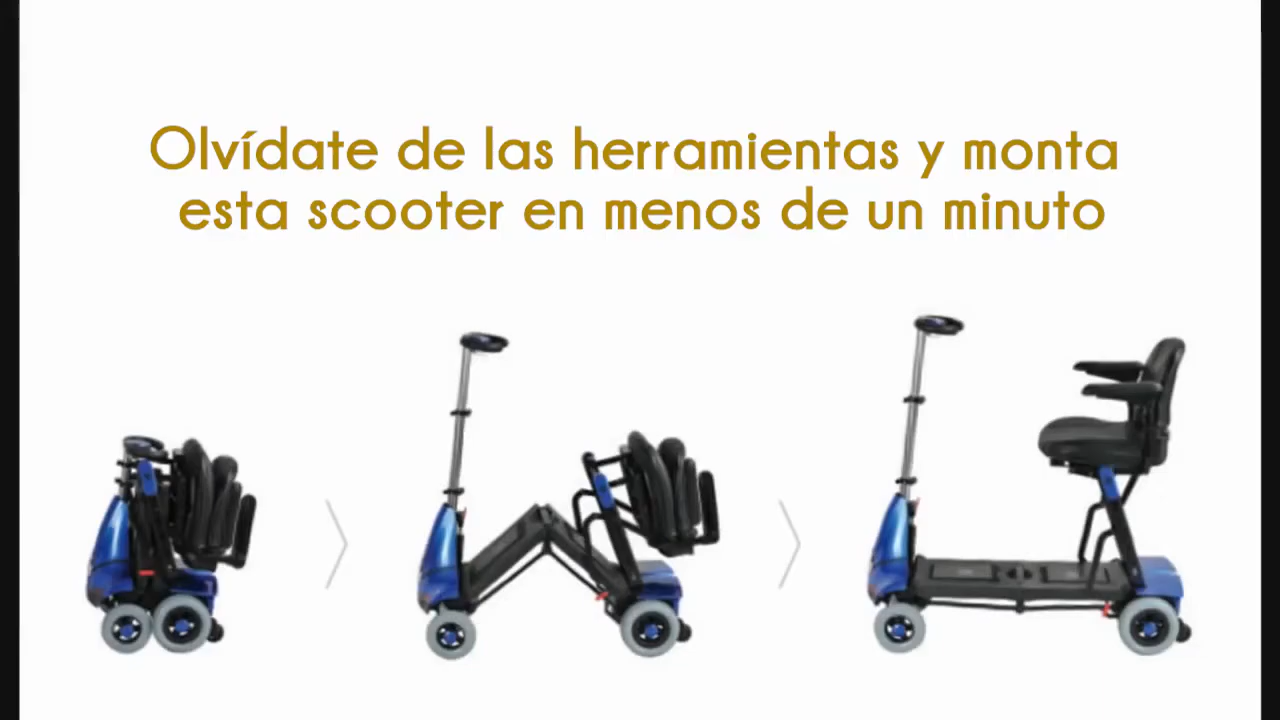 Olvídate de las herramientas y monta
esta scooter en menos de un minuto